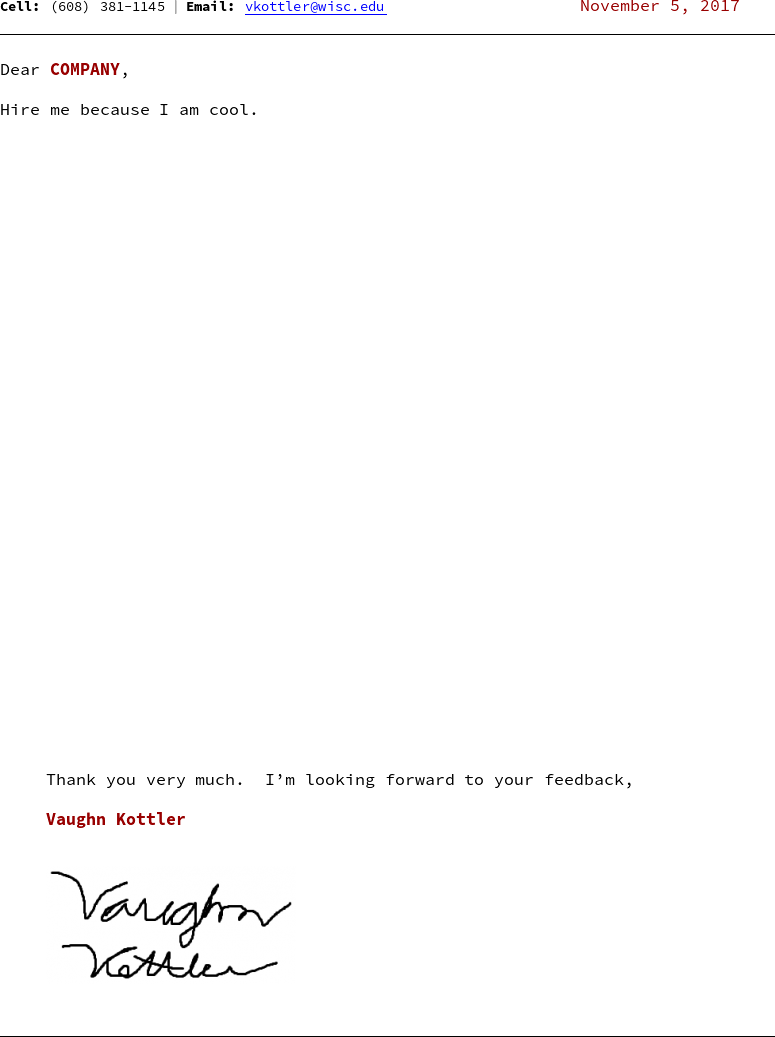 Cell: (608) 381-1145 | Email: vkottler@wisc.edu November 5, 2017
Dear COMPANY,
Hire me because I am cool.
Thank you very much.  I’m looking forward to your feedback,
Vaughn Kottler
Vaughn
Kottler